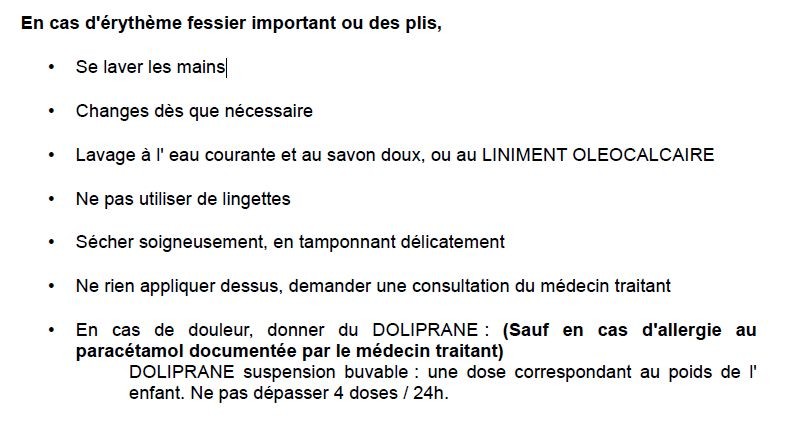 En cas d'érythème fessier important ou des plis,
• Se laver les mains
• Changes dès que nécessaire
• Lavage à l' eau courante et au savon doux, ou au LINIMENT OLEOCALCAIRE
• Ne pas utiliser de lingettes
• Sécher soigneusement, en tamponnant délicatement
• Ne rien appliquer dessus, demander une consultation du médecin traitant
• En cas de douleur, donner du DOLIPRANE : (Sauf en cas d'allergie au
paracétamol documentée par le médecin traitant)
DOLIPRANE suspension buvable : une dose correspondant au poids de l'
enfant. Ne pas dépasser 4 doses / 24h.